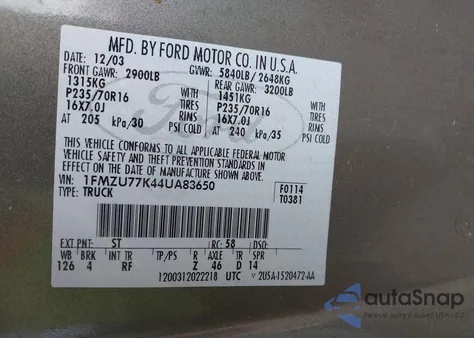 MFD. BY FORD MOTOR CO. IN U.S.A.
DATE: 12/03 GVWR: 5840LB/2648KG
FRONT GAWR: 2900LB REAR GAWR: 3200LB
1315KG 1451KG
P235/70R16 TIRES P235/70R16 TIRES
16X7.0J RIMS 16X7.0J RIMS
AT 205 kPa/30 PSI COLD AT 240 kPa/35 PSI COLD
THIS VEHICLE CONFORMS TO ALL APPLICABLE FEDERAL MOTOR
VEHICLE SAFETY AND THEFT PREVENTION STANDARDS IN
EFFECT ON THE DATE OF MANUFACTURE SHOWN ABOVE.
VIN: 1FMZU77K44UA83650 F0114
TYPE: TRUCK T0381
EXT PNT: ST RC: 58 DSO:
WB BRK INT TR TP/PS R AXLE TR SPR
126 4 RF Z 46 D 14
1200312022218 UTC
autoSnap